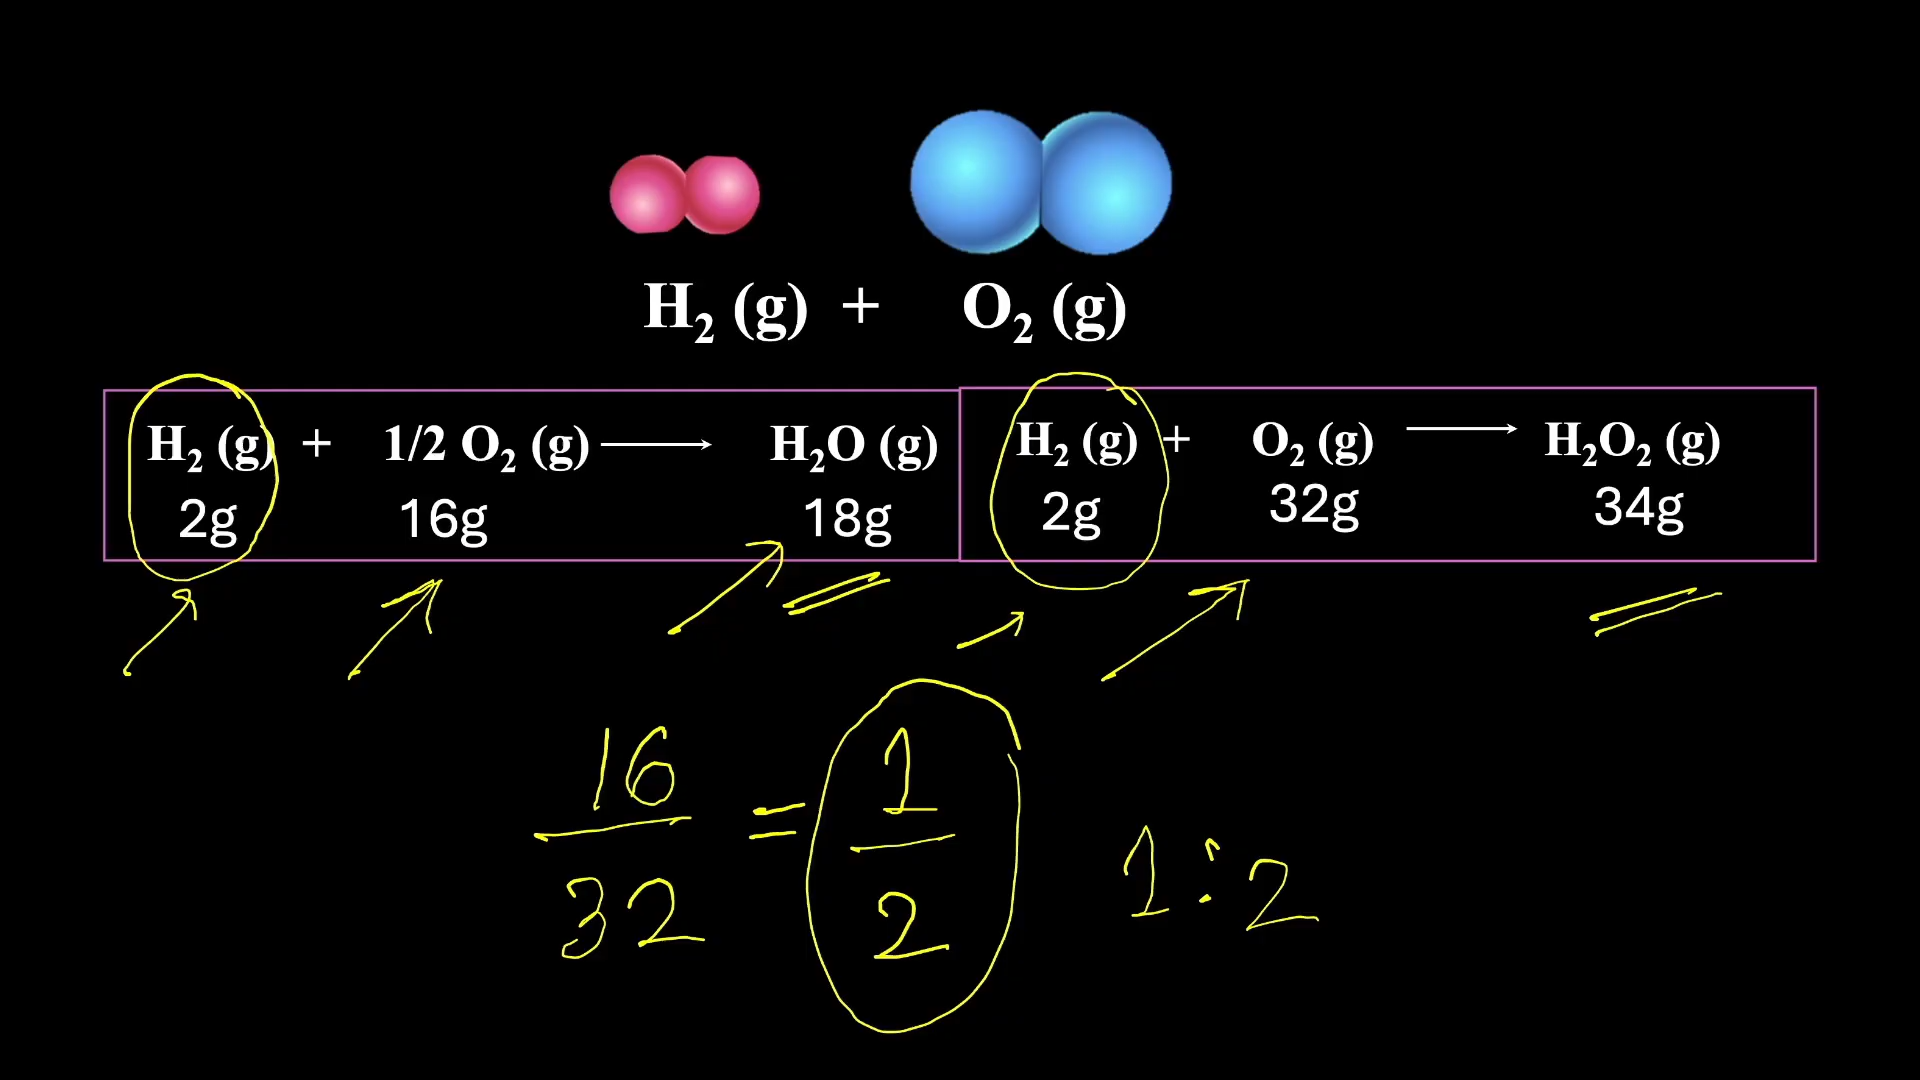 H₂ (g) + O₂ (g)
H₂ (g) + 1/2 O₂ (g) ⟶ H₂O (g)
2g 16g 18g
H₂ (g) + O₂ (g) ⟶ H₂O₂ (g)
2g 32g 34g
16/32 = 1/2
1:2